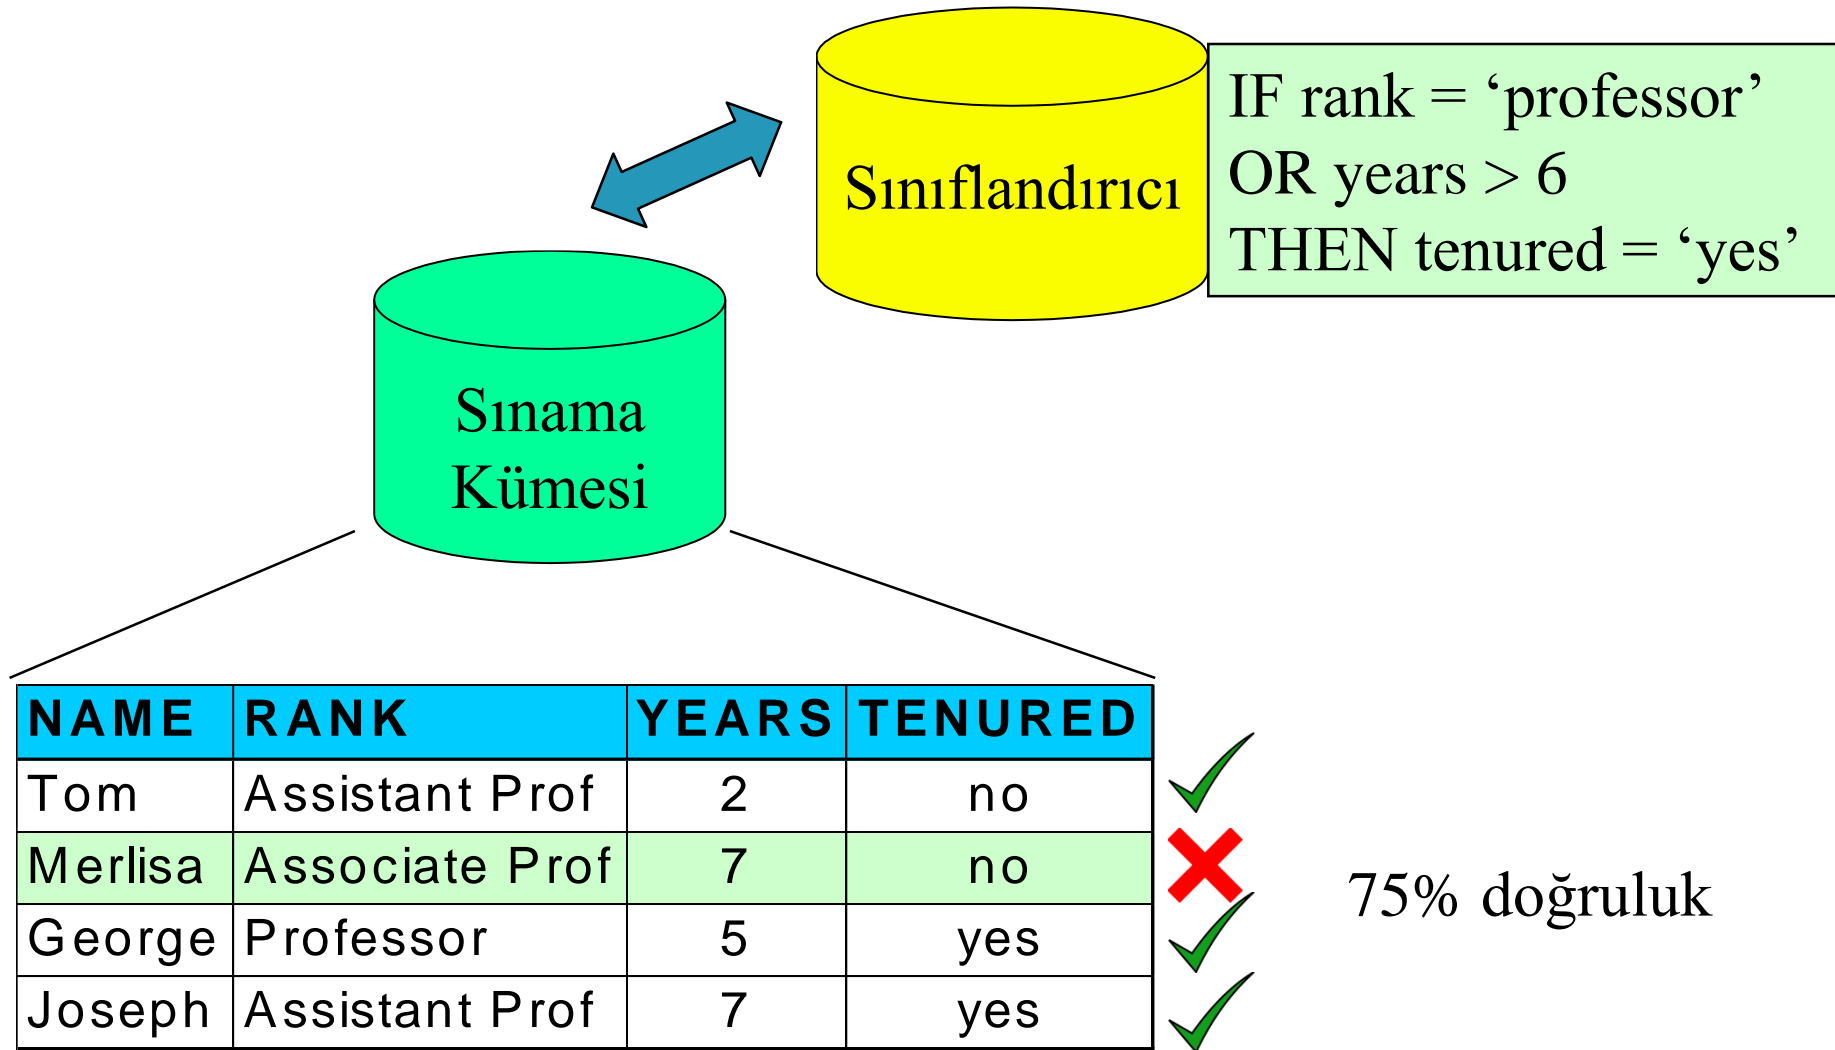 IF rank = ‘professor’
OR years > 6
THEN tenured = ‘yes’
Sınıflandırıcı
Sınama
Kümesi
NAME RANK YEARS TENURED
Tom Assistant Prof 2 no
Merlisa Associate Prof 7 no
George Professor 5 yes
Joseph Assistant Prof 7 yes
75% doğruluk